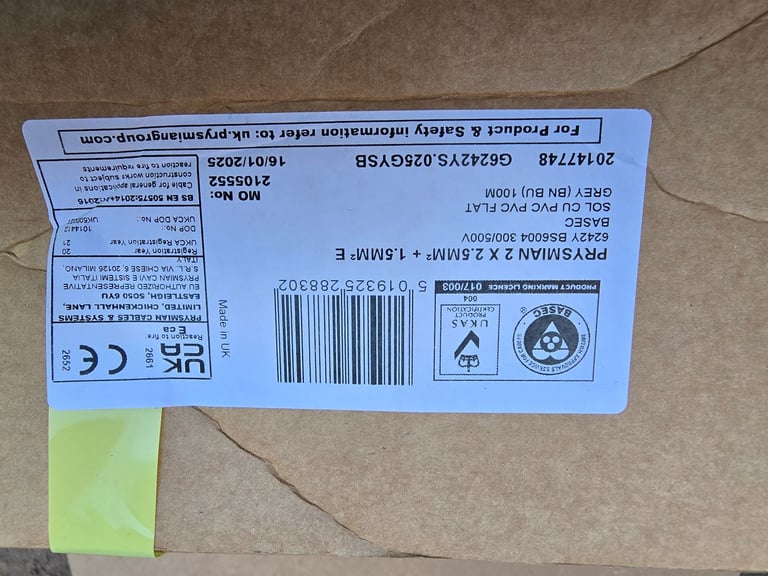 For Product & Safety information refer to: uk.prysmiangroup.com
20147748 G6242YS.025GYSB 16/01/2025
PRYSMIAN 2 X 2.5MM² + 1.5MM² E
6242Y BS6004 300/500V
BASEC
SOL CU PVC PVC FLAT
GREY (BN BU) 100M
MO No:
2105552
BASEC
UKAS
PRODUCT
CERTIFICATION
004
PRODUCT MARKING LICENCE 017/003
5 019325 288302
Made in UK
UK
CA
2661
CE
2652
Reaction to fire:
E ca
PRYSMIAN CABLES & SYSTEMS
LIMITED, CHICKENHALL LANE,
EASTLEIGH, SO50 6YU
EU AUTHORIZED REPRESENTATIVE
PRYSMIAN CAVI E SISTEMI ITALIA
S.R.L. VIA CHIESE 6, 20126 MILANO,
ITALY
Registration Year 20
UKCA Registration Year 21
DOP No.:
UKCA DOP No.:
BS EN 50575:2014+A1:2016
Cable for general applications in
construction works subject to
reaction to fire requirements